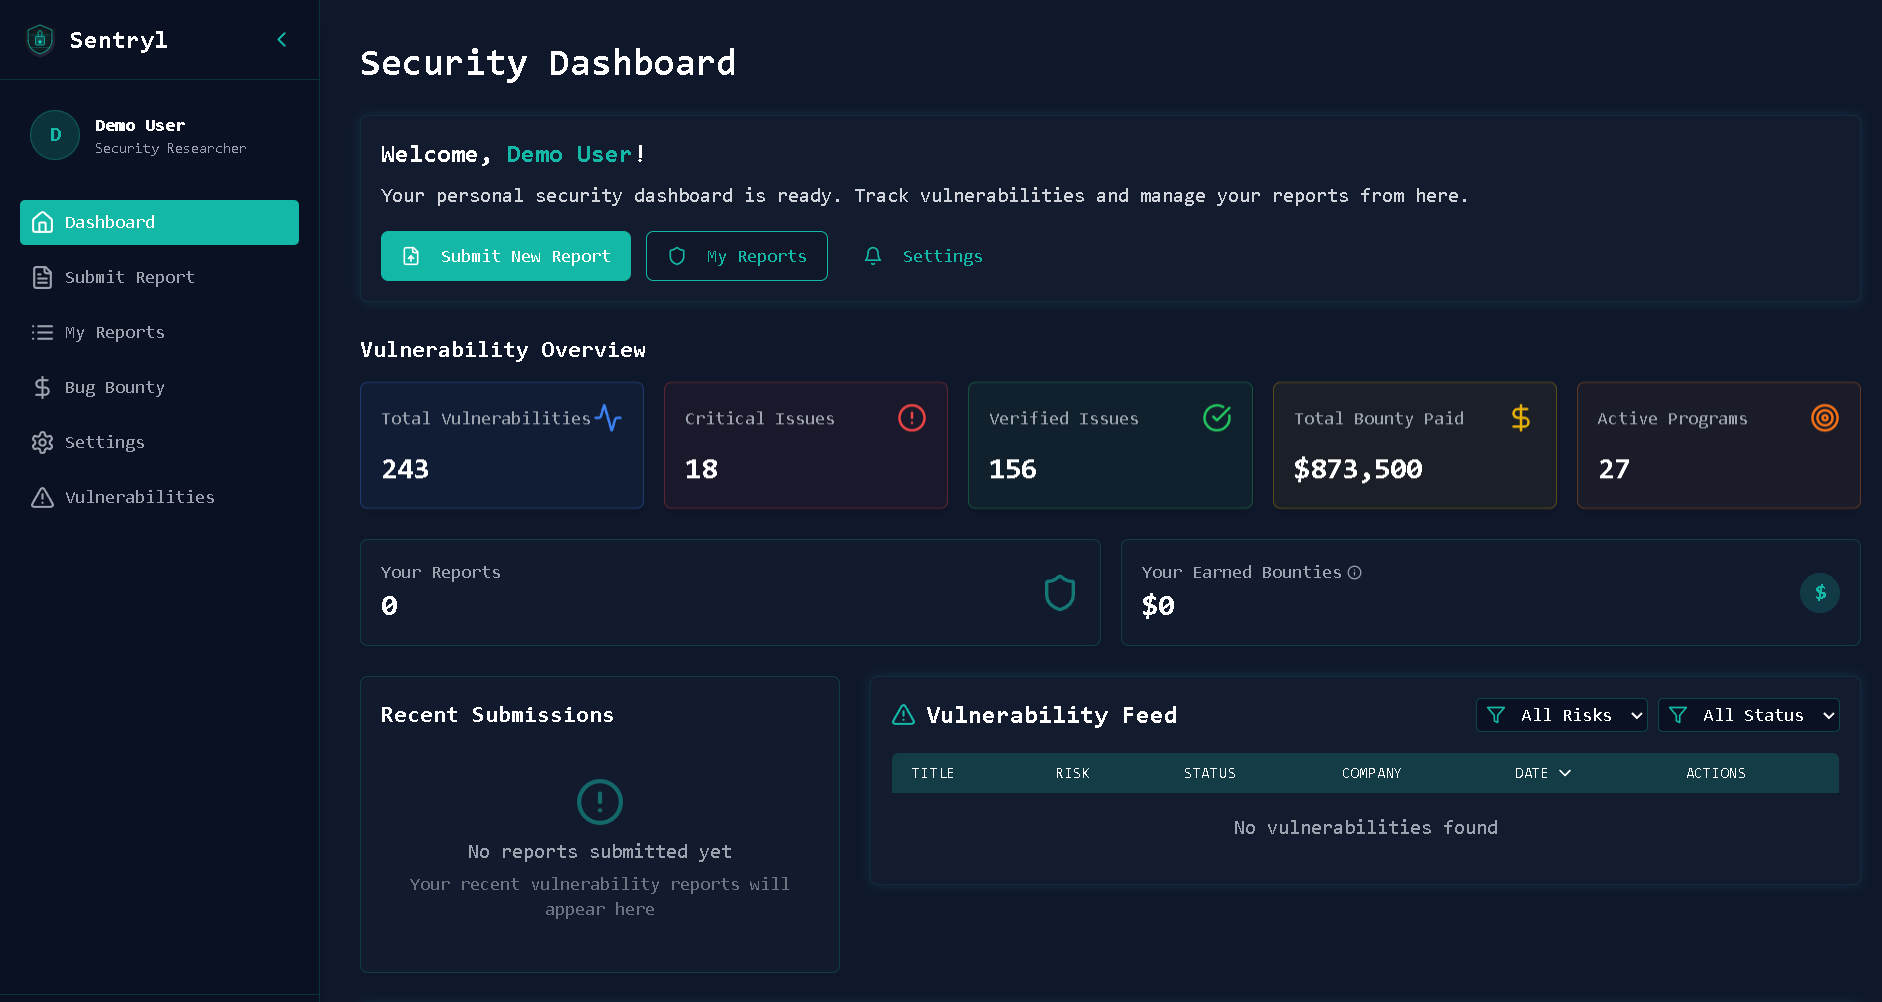 Sentryl
D
Demo User
Security Researcher
Dashboard
Submit Report
My Reports
Bug Bounty
Settings
Vulnerabilities
Security Dashboard
Welcome, Demo User!
Your personal security dashboard is ready. Track vulnerabilities and manage your reports from here.
Submit New Report
My Reports
Settings
Vulnerability Overview
Total Vulnerabilities
243
Critical Issues
18
Verified Issues
156
Total Bounty Paid
$873,500
Active Programs
27
Your Reports
0
Your Earned Bounties
$0
Recent Submissions
No reports submitted yet
Your recent vulnerability reports will
appear here
Vulnerability Feed
All Risks
All Status
TITLE RISK STATUS COMPANY DATE ACTIONS
No vulnerabilities found